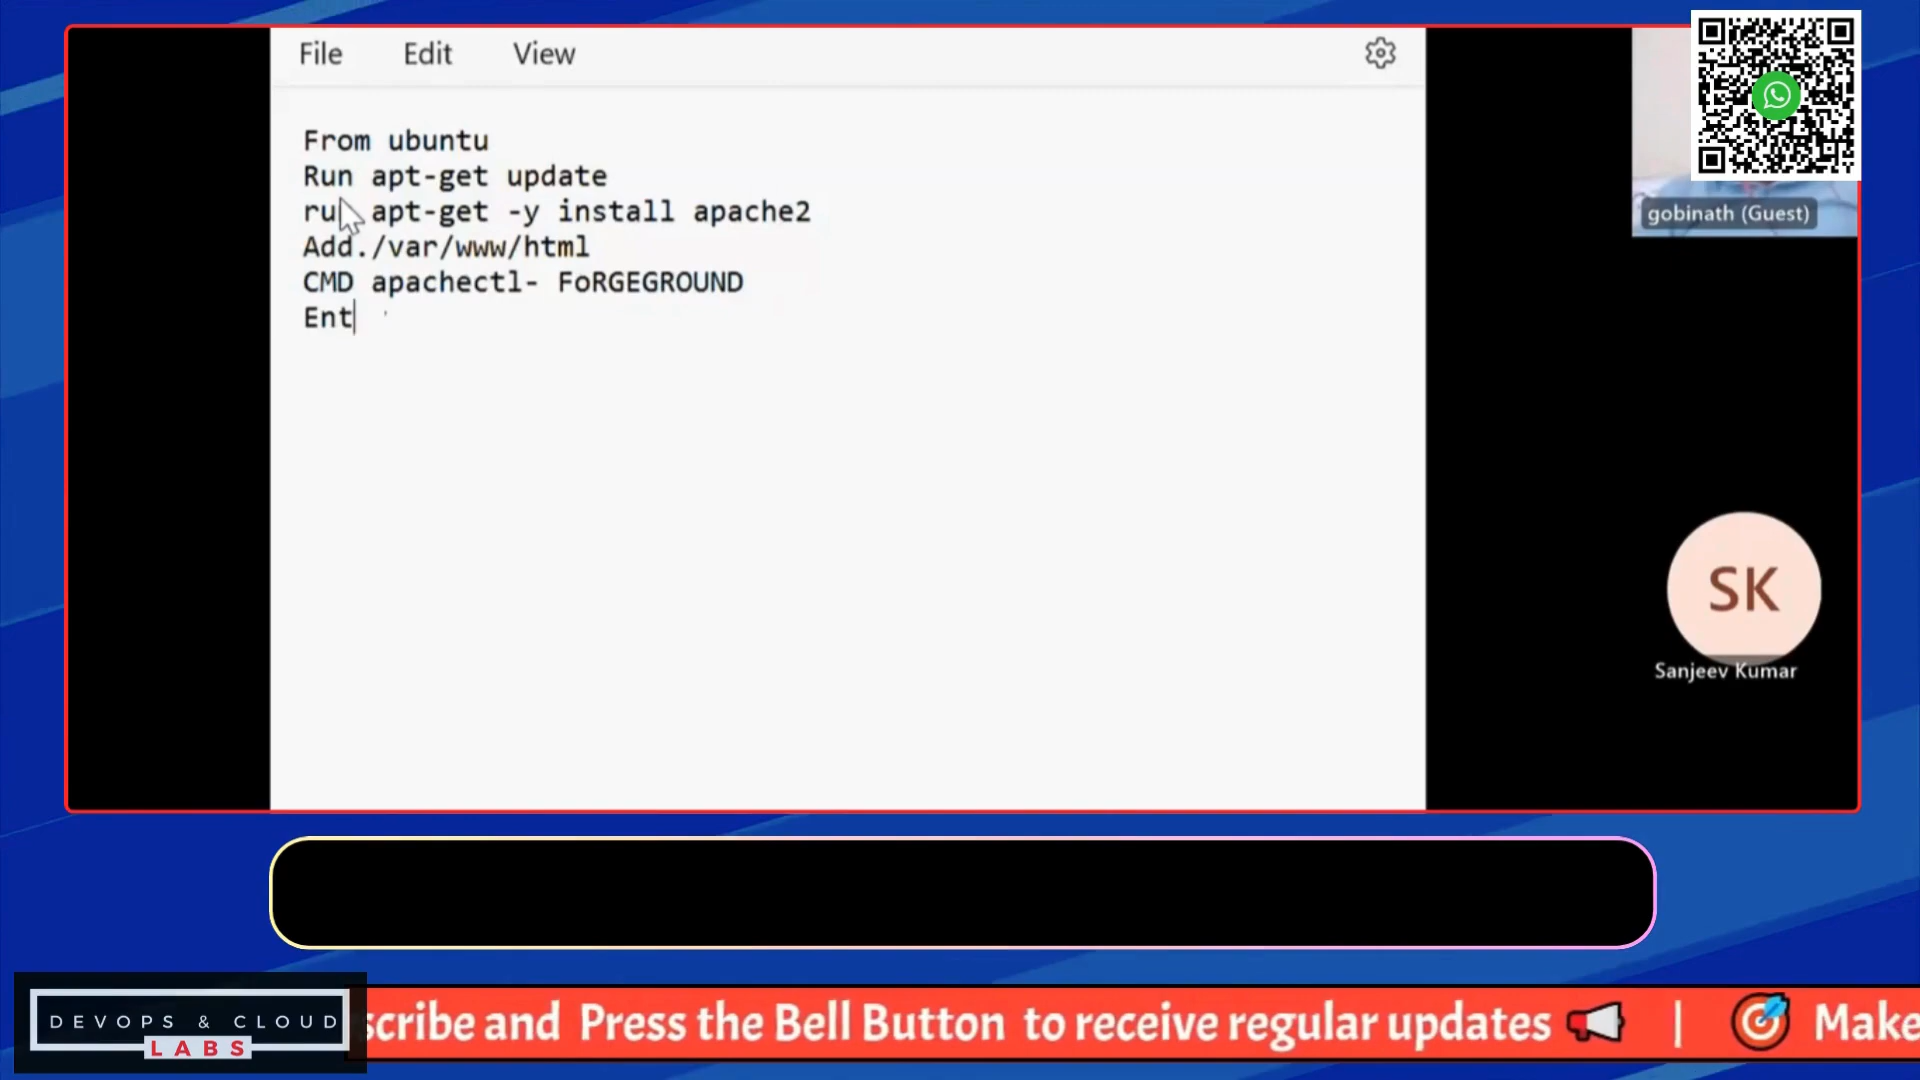 File Edit View
From ubuntu
Run apt-get update
ru apt-get -y install apache2
Add./var/www/html
CMD apachectl- FoRGEGROUND
Ent
gobinath (Guest)
SK
Sanjeev Kumar
DEVOPS & CLOUD
LABS
scribe and Press the Bell Button to receive regular updates | Make